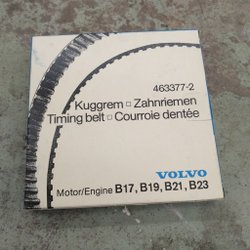 463377-2
Kuggrem □ Zahnriemen
Timing belt □ Courroie dentée
VOLVO
Motor/Engine B17, B19, B21, B23